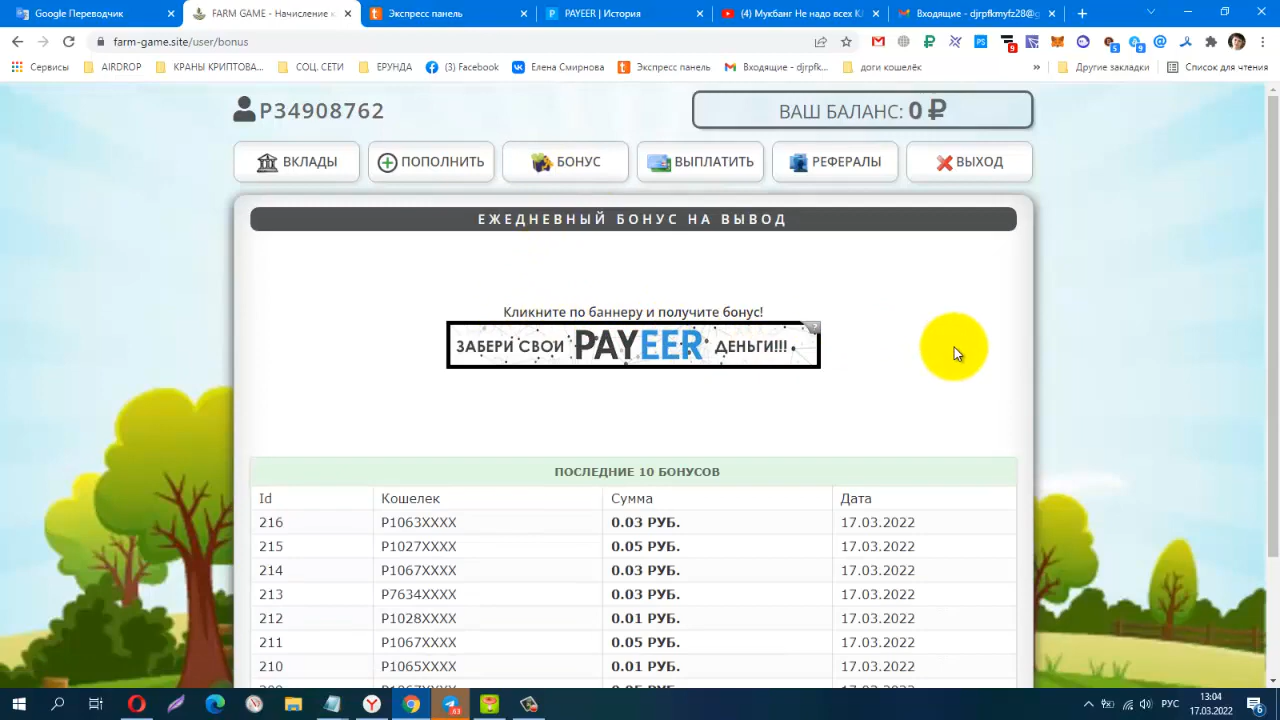 Google Переводчик
FARM GAME - Начисление к
Экспресс панель
PAYEER | История
(4) Мукбанг Не надо всех К
Входящие - djrpfkmyfz28@g
farm-game.site/user/bonus
Сервисы
AIRDROP
КРАНЫ КРИПТОВА...
СОЦ. СЕТИ
ЕРУНДА
(3) Facebook
Елена Смирнова
Экспресс панель
Входящие - djrpfk...
доги кошелёк
»
Другие закладки
Список для чтения
P34908762
ВАШ БАЛАНС: 0 ₽
ВКЛАДЫ
ПОПОЛНИТЬ
БОНУС
ВЫПЛАТИТЬ
РЕФЕРАЛЫ
ВЫХОД
ЕЖЕДНЕВНЫЙ БОНУС НА ВЫВОД
Кликните по баннеру и получите бонус!
ЗАБЕРИ СВОИ PAYEER ДЕНЬГИ!!!
ПОСЛЕДНИЕ 10 БОНУСОВ
Id Кошелек Сумма Дата
216 P1063XXXX 0.03 РУБ. 17.03.2022
215 P1027XXXX 0.05 РУБ. 17.03.2022
214 P1067XXXX 0.03 РУБ. 17.03.2022
213 P7634XXXX 0.03 РУБ. 17.03.2022
212 P1028XXXX 0.01 РУБ. 17.03.2022
211 P1067XXXX 0.05 РУБ. 17.03.2022
210 P1065XXXX 0.01 РУБ. 17.03.2022
РУС
13:04
17.03.2022